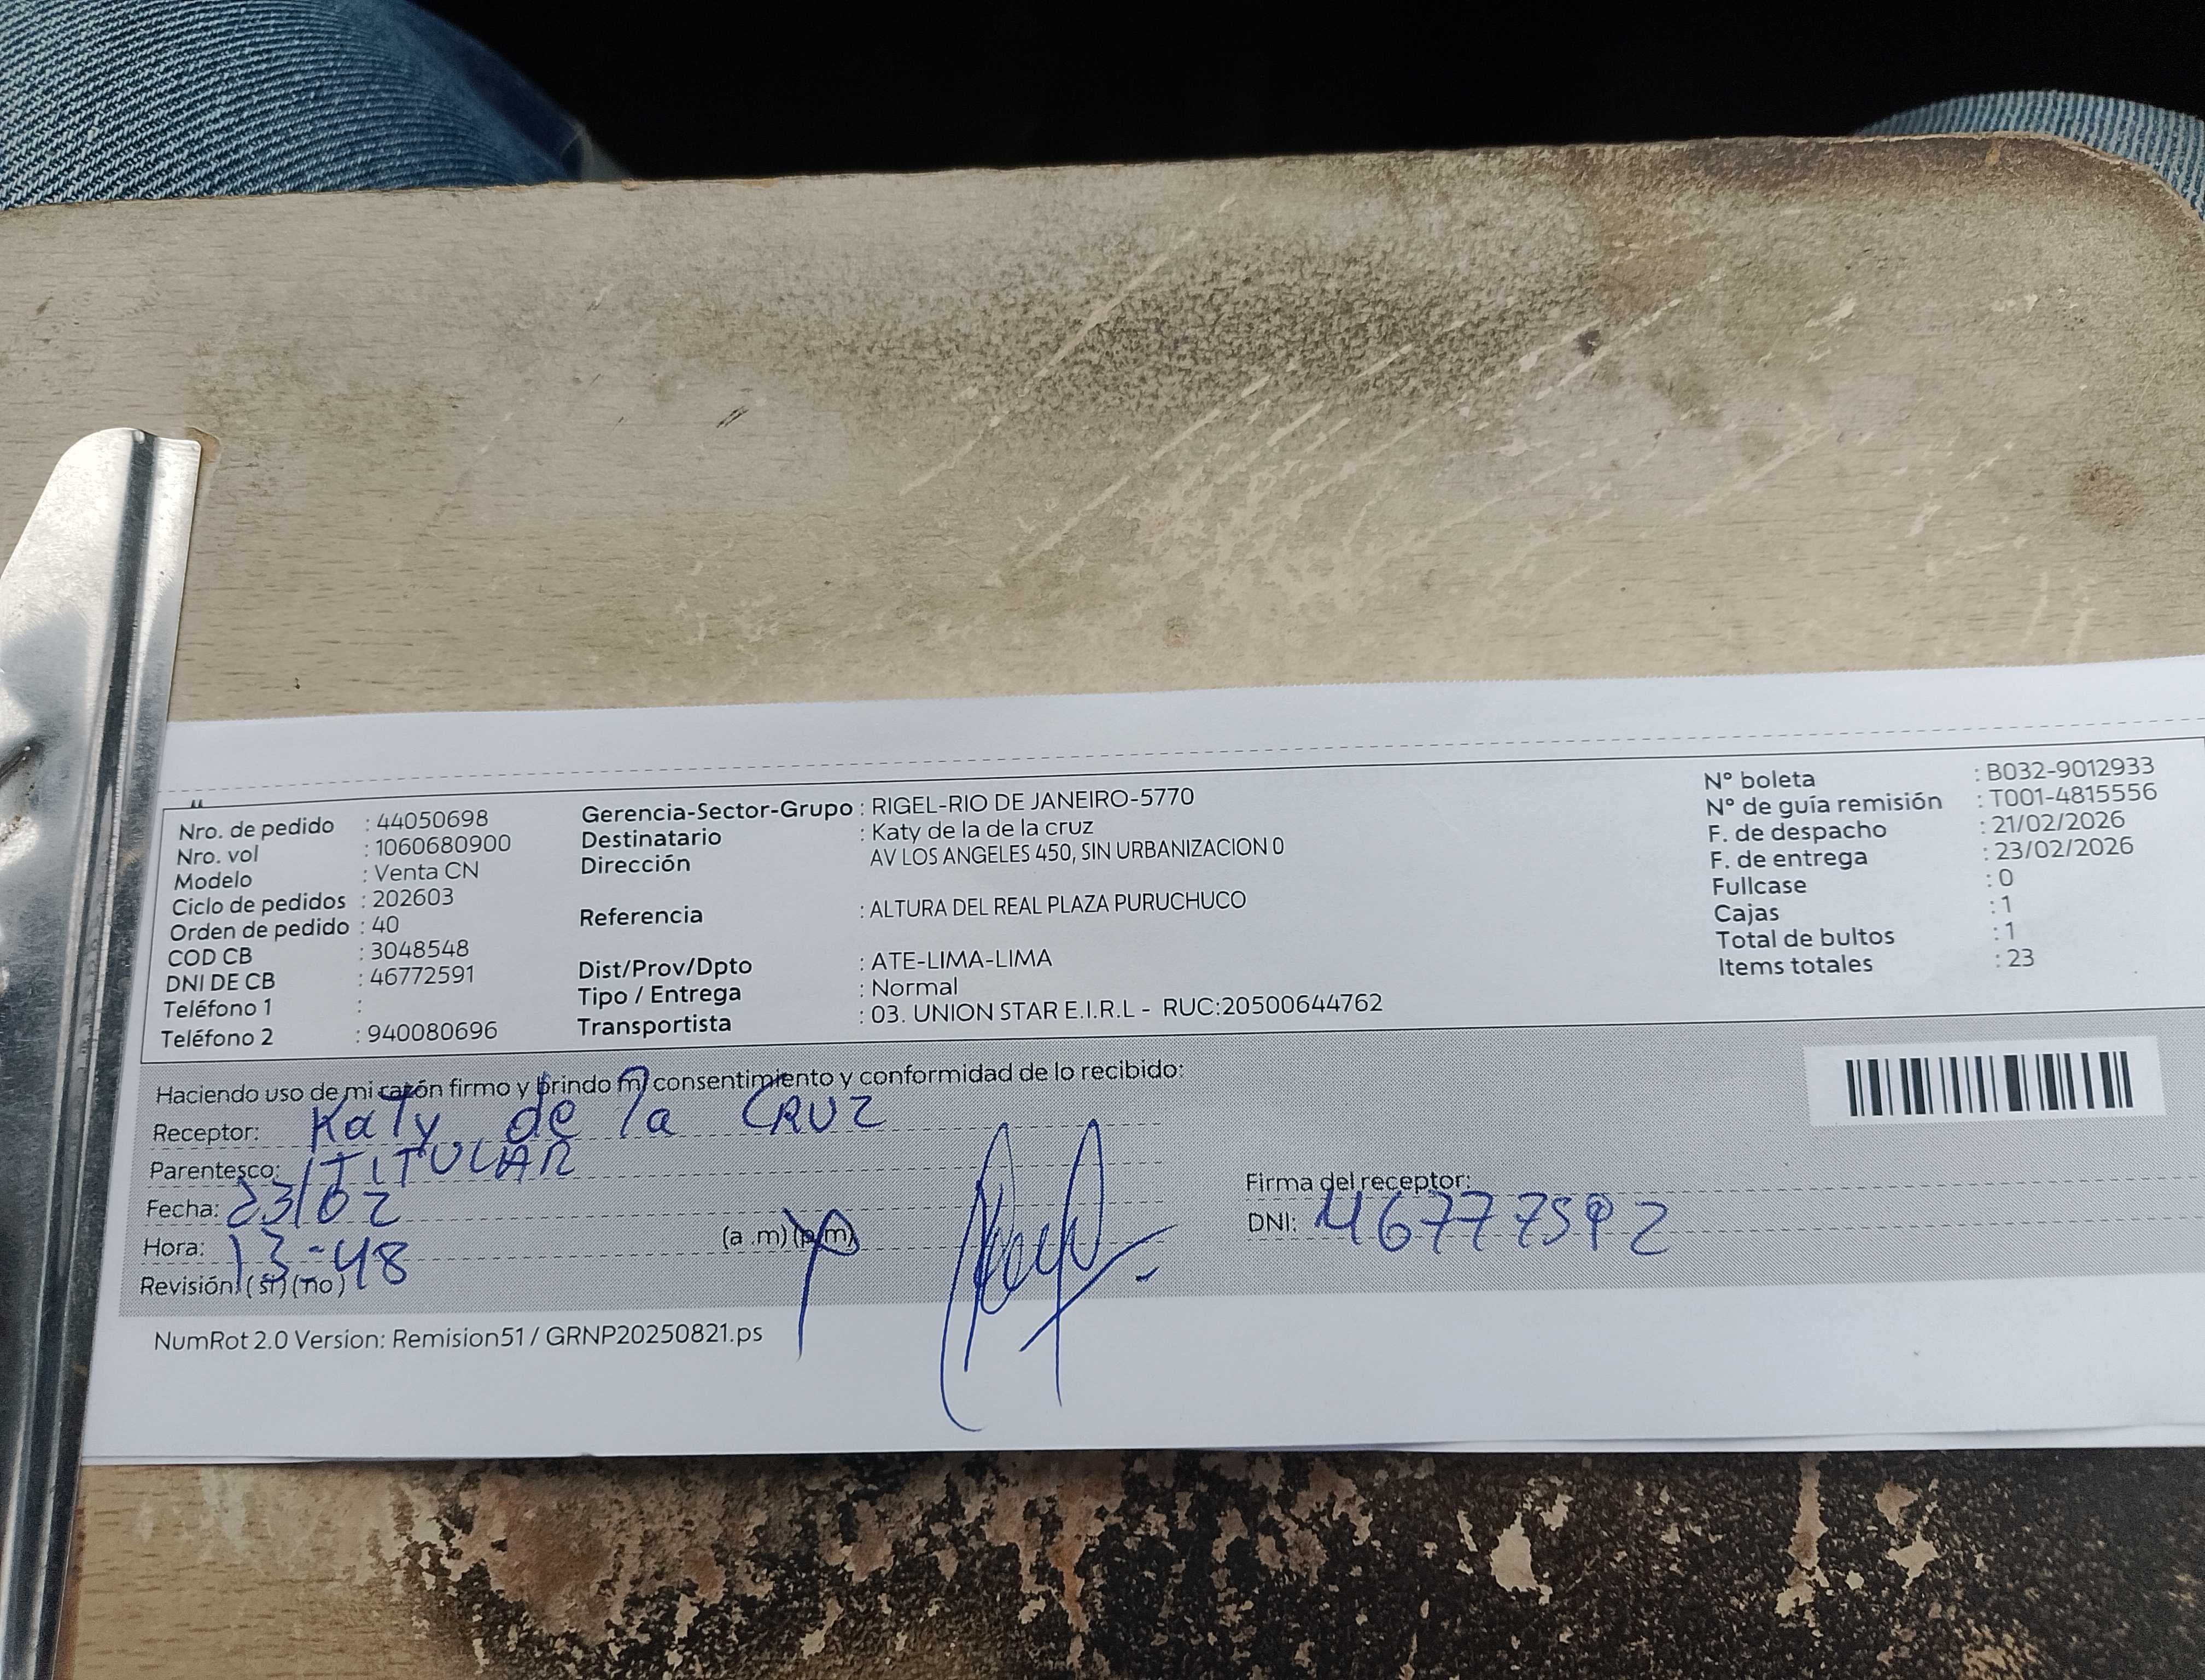 Nro. de pedido : 44050698
Nro. vol : 1060680900
Modelo : Venta CN
Ciclo de pedidos : 202603
Orden de pedido : 40
COD CB : 3048548
DNI DE CB : 46772591
Teléfono 1 :
Teléfono 2 : 940080696
Gerencia-Sector-Grupo : RIGEL-RIO DE JANEIRO-5770
Destinatario : Katy de la de la cruz
Dirección AV LOS ANGELES 450, SIN URBANIZACION 0
Referencia : ALTURA DEL REAL PLAZA PURUCHUCO
Dist/Prov/Dpto : ATE-LIMA-LIMA
Tipo / Entrega : Normal
Transportista : 03. UNION STAR E.I.R.L - RUC:20500644762
N° boleta : B032-9012933
N° de guía remisión : T001-4815556
F. de despacho : 21/02/2026
F. de entrega : 23/02/2026
Fullcase : 0
Cajas : 1
Total de bultos : 1
Items totales : 23
Haciendo uso de mi razón firmo y brindo mi consentimiento y conformidad de lo recibido:
Receptor: Katy de la CRUZ
Parentesco: TITULAR
Fecha: 23/02
Hora: 13-48 (a .m) (p.m)
Revisión: (si) (no)
Firma del receptor:
DNI: 46777592
NumRot 2.0 Version: Remision51 / GRNP20250821.ps